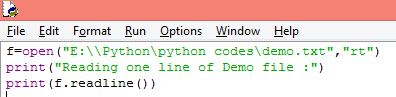 File Edit Format Run Options Windows Help
f=open("E:\\Python\python codes\demo.txt","rt")
print("Reading one line of Demo file :")
print(f.readline())